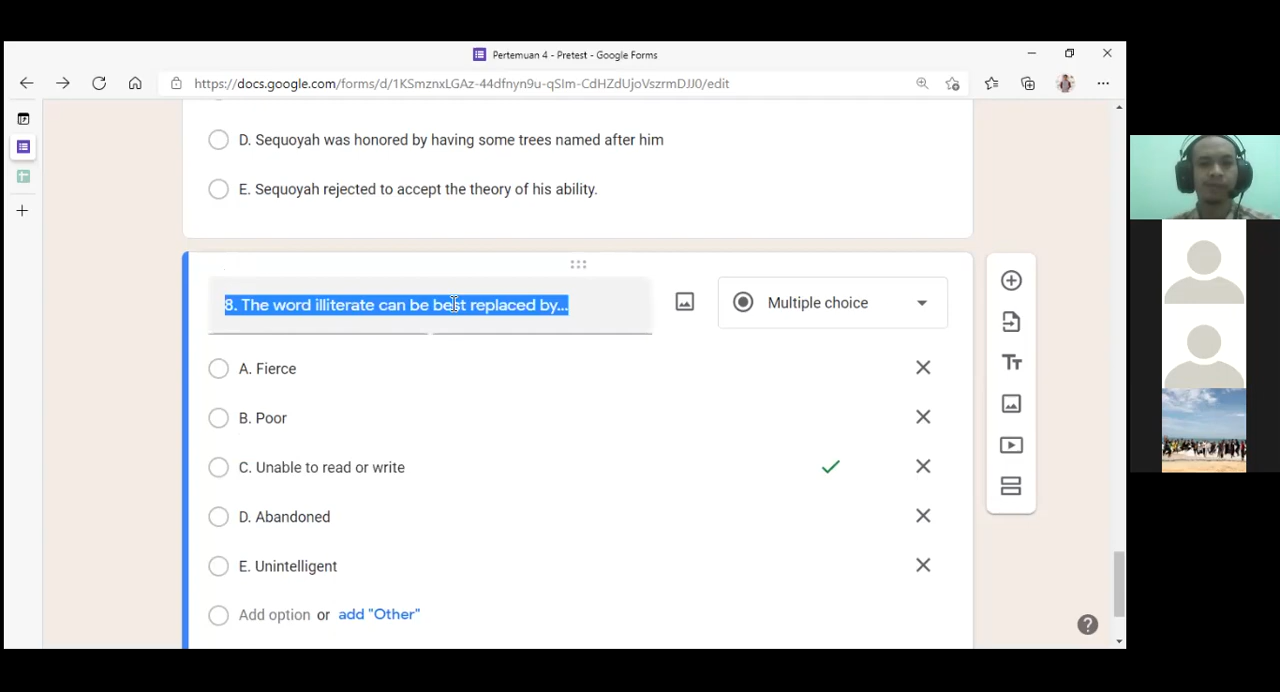 Pertemuan 4 - Pretest - Google Forms
https://docs.google.com/forms/d/1KSmznxLGAz-44dfnyn9u-qSIm-CdHZdUjoVszrmDJJ0/edit
D. Sequoyah was honored by having some trees named after him
E. Sequoyah rejected to accept the theory of his ability.
8. The word illiterate can be best replaced by...
Multiple choice
A. Fierce
B. Poor
C. Unable to read or write
D. Abandoned
E. Unintelligent
Add option or add "Other"